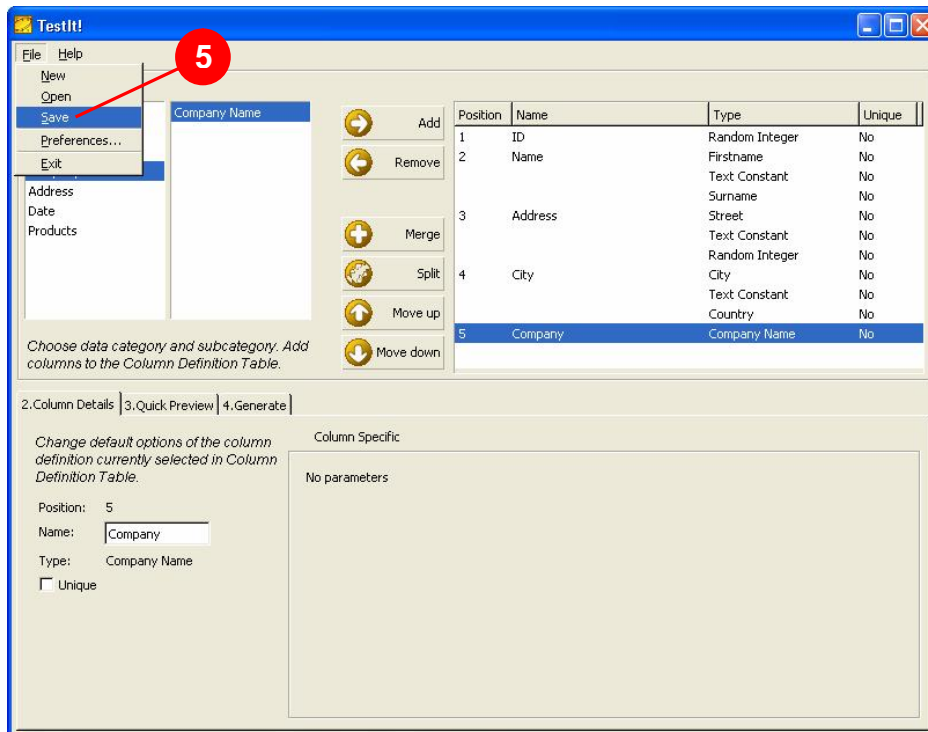 TestIt!
File Help
5
New
Open
Save
Preferences...
Exit
Company Name
Address
Date
Products
Choose data category and subcategory. Add
columns to the Column Definition Table.
Add
Remove
Merge
Split
Move up
Move down
Position Name Type Unique
1 ID Random Integer No
2 Name Firstname No
Text Constant No
Surname No
3 Address Street No
Text Constant No
Random Integer No
4 City City No
Text Constant No
Country No
5 Company Company Name No
2.Column Details 3.Quick Preview 4.Generate
Change default options of the column
definition currently selected in Column
Definition Table.
Position: 5
Name: Company
Type: Company Name
Unique
Column Specific
No parameters